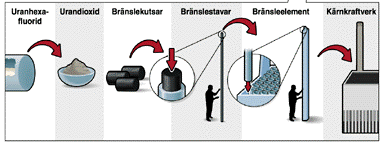 Uranhexa-
fluorid
Urandioxid
Bränslekutsar
Bränslestavar
Bränsleelement
Kärnkraftverk